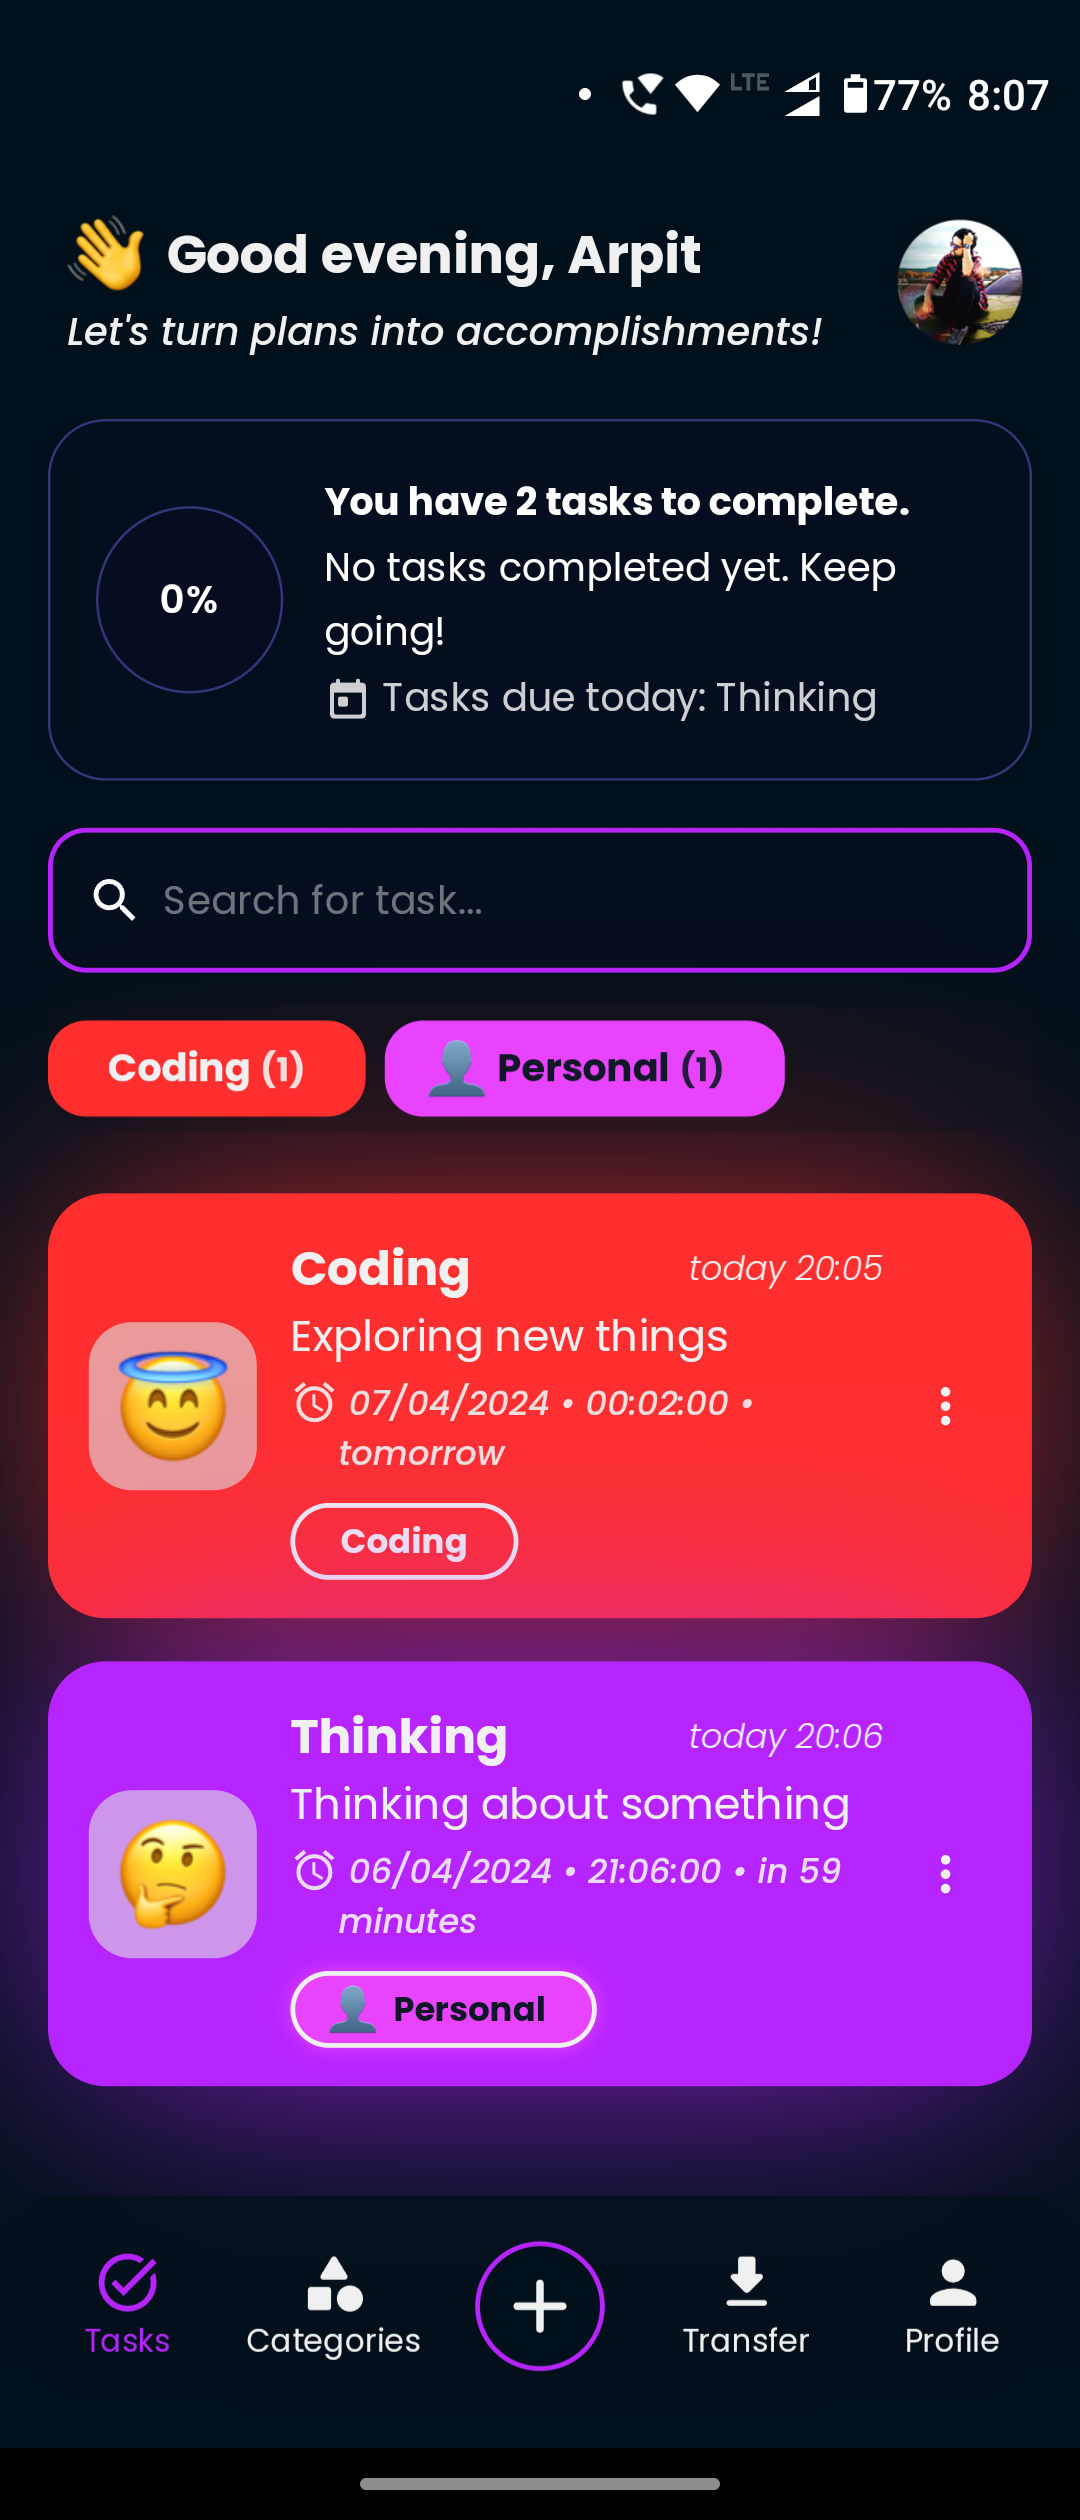 LTE 77% 8:07
👋 Good evening, Arpit
Let's turn plans into accomplishments!
You have 2 tasks to complete.
0%
No tasks completed yet. Keep
going!
Tasks due today: Thinking
Search for task...
Coding (1) 👤 Personal (1)
Coding today 20:05
Exploring new things
07/04/2024 • 00:02:00 •
tomorrow
Coding
Thinking today 20:06
Thinking about something
06/04/2024 • 21:06:00 • in 59
minutes
👤 Personal
Tasks Categories Transfer Profile